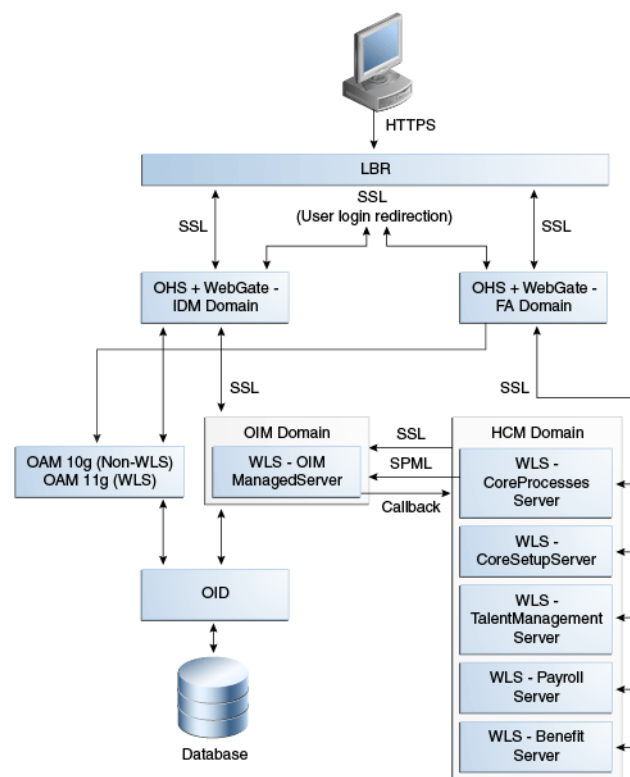 HTTPS
LBR
SSL
SSL
(User login redirection)
SSL
OHS + WebGate -
IDM Domain
OHS + WebGate -
FA Domain
SSL
SSL
OAM 10g (Non-WLS)
OAM 11g (WLS)
OIM Domain
WLS - OIM
ManagedServer
SSL
SPML
Callback
HCM Domain
WLS -
CoreProcesses
Server
WLS -
CoreSetupServer
WLS -
TalentManagement
Server
WLS - Payroll
Server
WLS - Benefit
Server
OID
Database